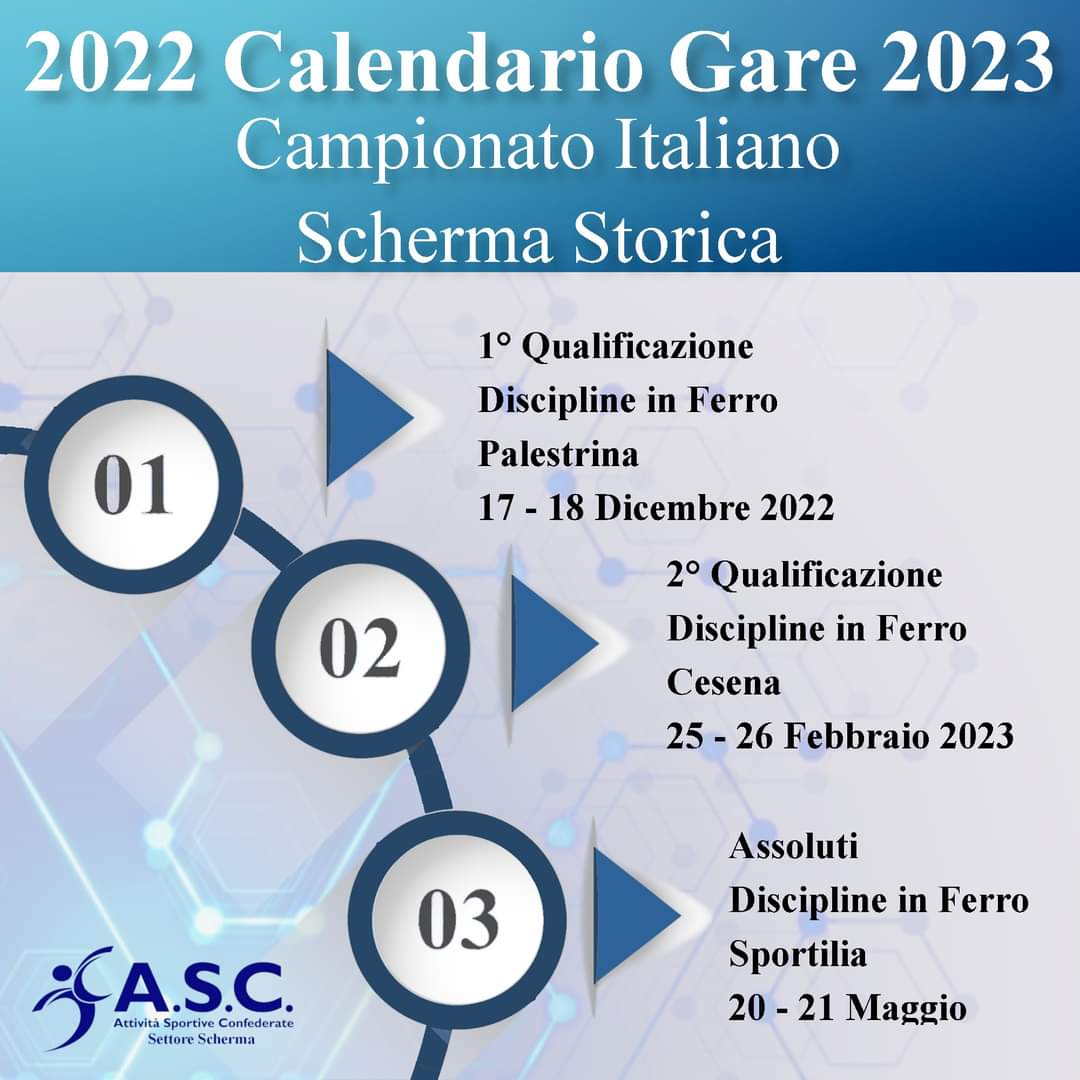 2022 Calendario Gare 2023
Campionato Italiano
Scherma Storica
01
1° Qualificazione
Discipline in Ferro
Palestrina
17 - 18 Dicembre 2022
02
2° Qualificazione
Discipline in Ferro
Cesena
25 - 26 Febbraio 2023
03
Assoluti
Discipline in Ferro
Sportilia
20 - 21 Maggio
A.S.C.
Attività Sportive Confederate
Settore Scherma